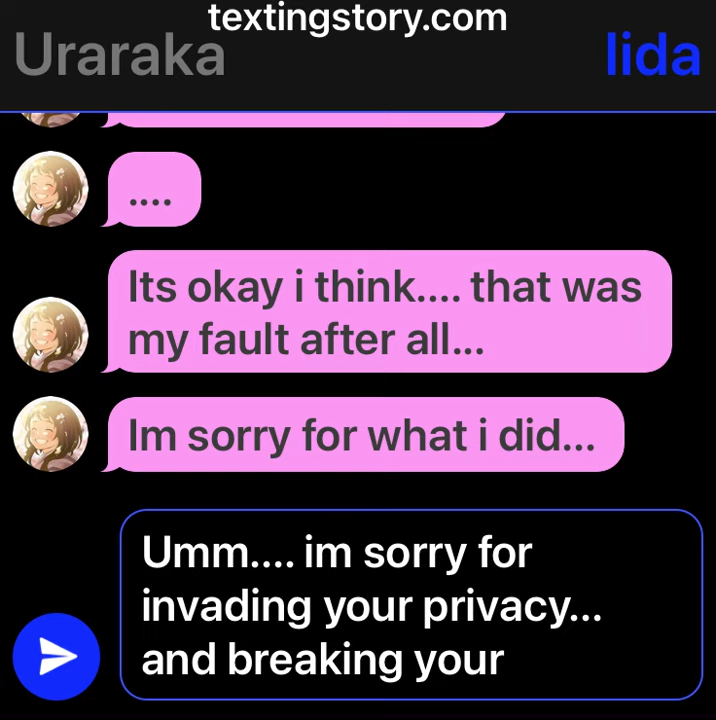 textingstory.com
Uraraka
Iida
....
Its okay i think.... that was
my fault after all...
Im sorry for what i did...
Umm.... im sorry for
invading your privacy...
and breaking your